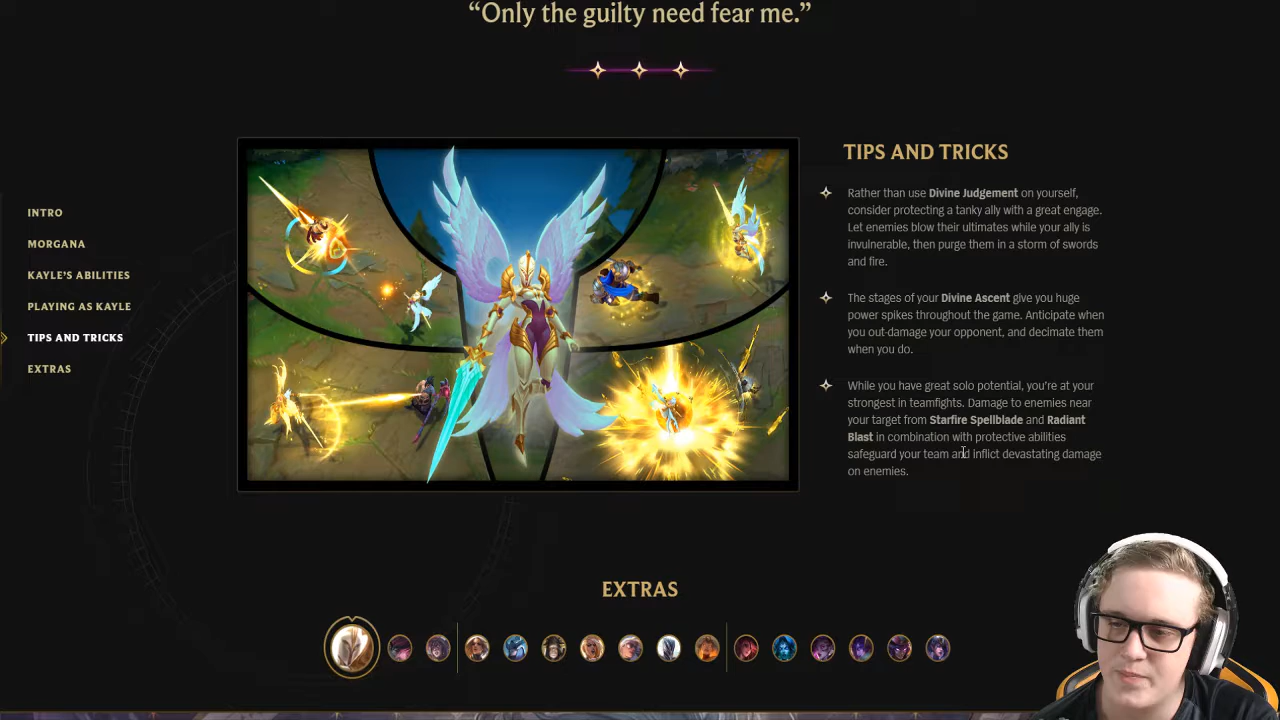 “Only the guilty need fear me.”
TIPS AND TRICKS
Rather than use Divine Judgement on yourself,
consider protecting a tanky ally with a great engage.
Let enemies blow their ultimates while your ally is
invulnerable, then purge them in a storm of swords
and fire.
The stages of your Divine Ascent give you huge
power spikes throughout the game. Anticipate when
you out-damage your opponent, and decimate them
when you do.
While you have great solo potential, you’re at your
strongest in teamfights. Damage to enemies near
your target from Starfire Spellblade and Radiant
Blast in combination with protective abilities
safeguard your team and inflict devastating damage
on enemies.
INTRO
MORGANA
KAYLE’S ABILITIES
PLAYING AS KAYLE
TIPS AND TRICKS
EXTRAS
EXTRAS